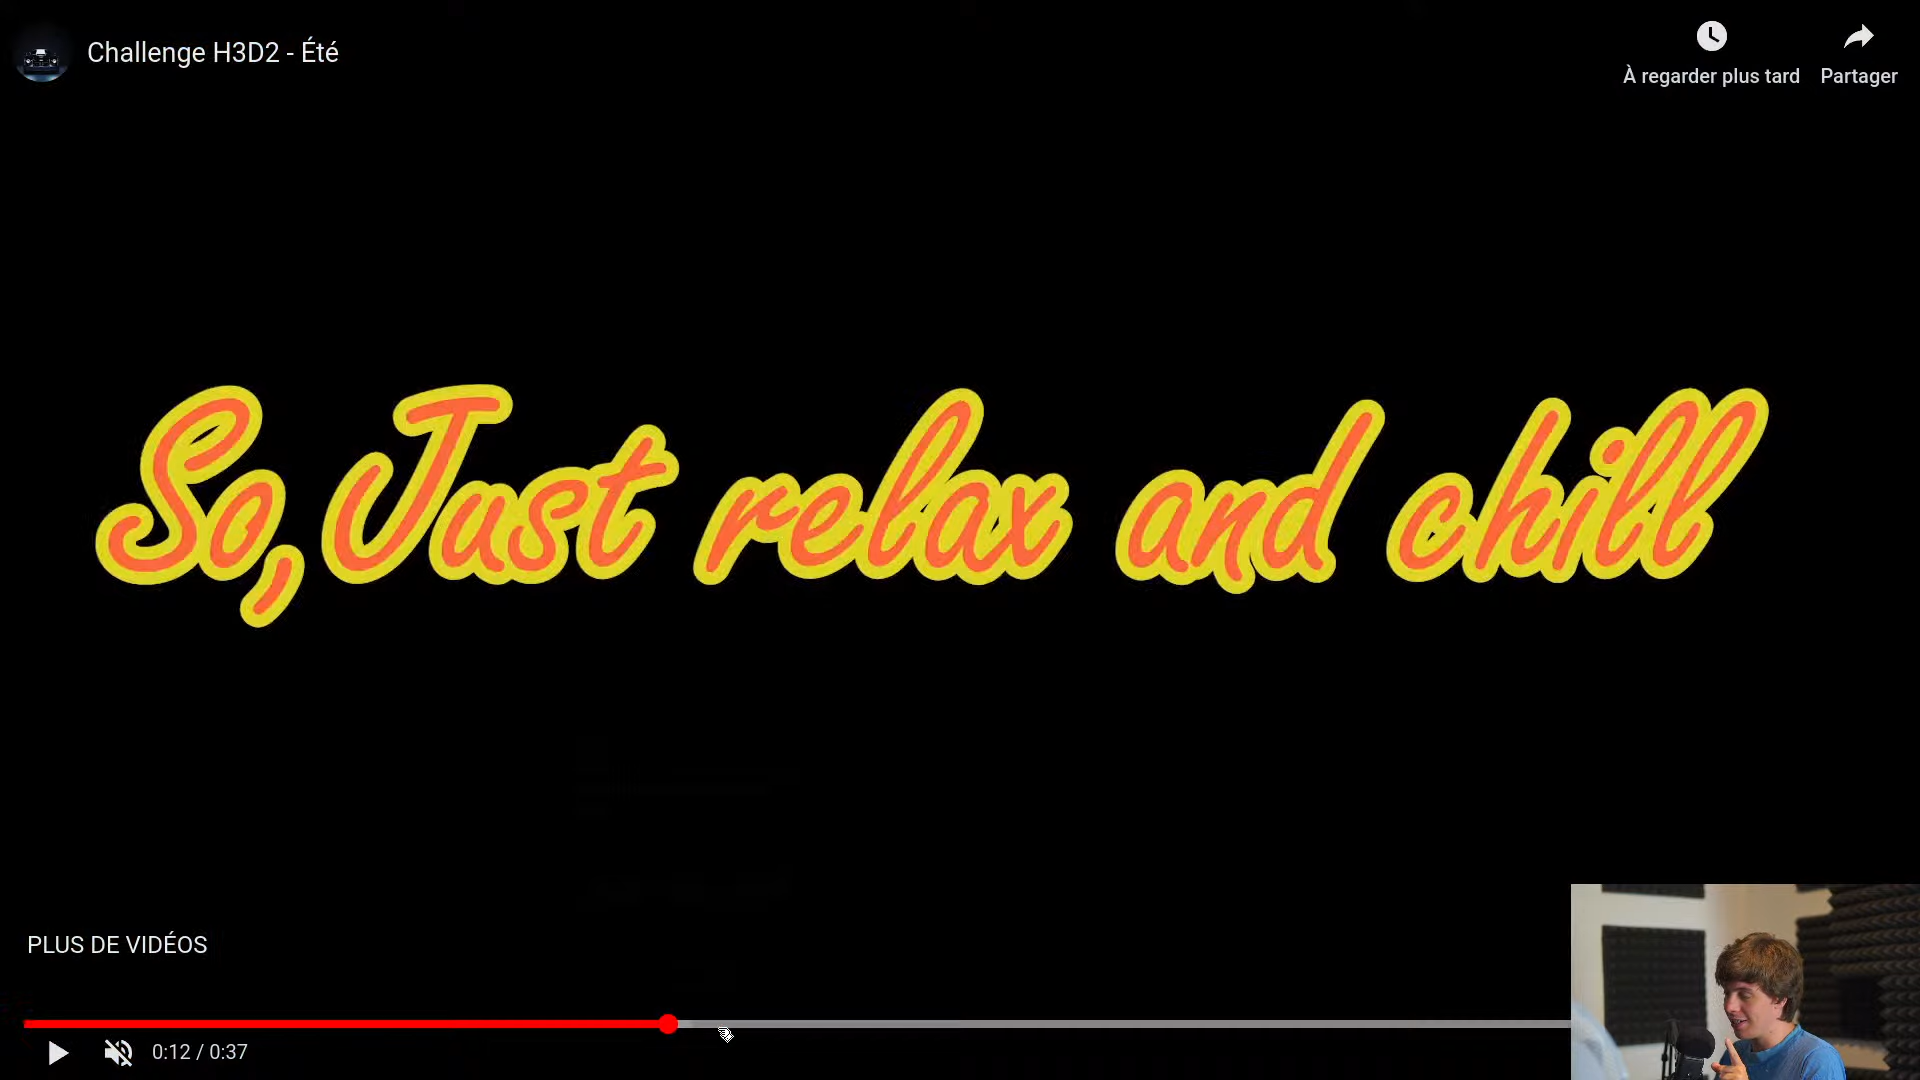 Challenge H3D2 - Été
À regarder plus tard
Partager
So,Just relax and chill
PLUS DE VIDÉOS
0:12 / 0:37